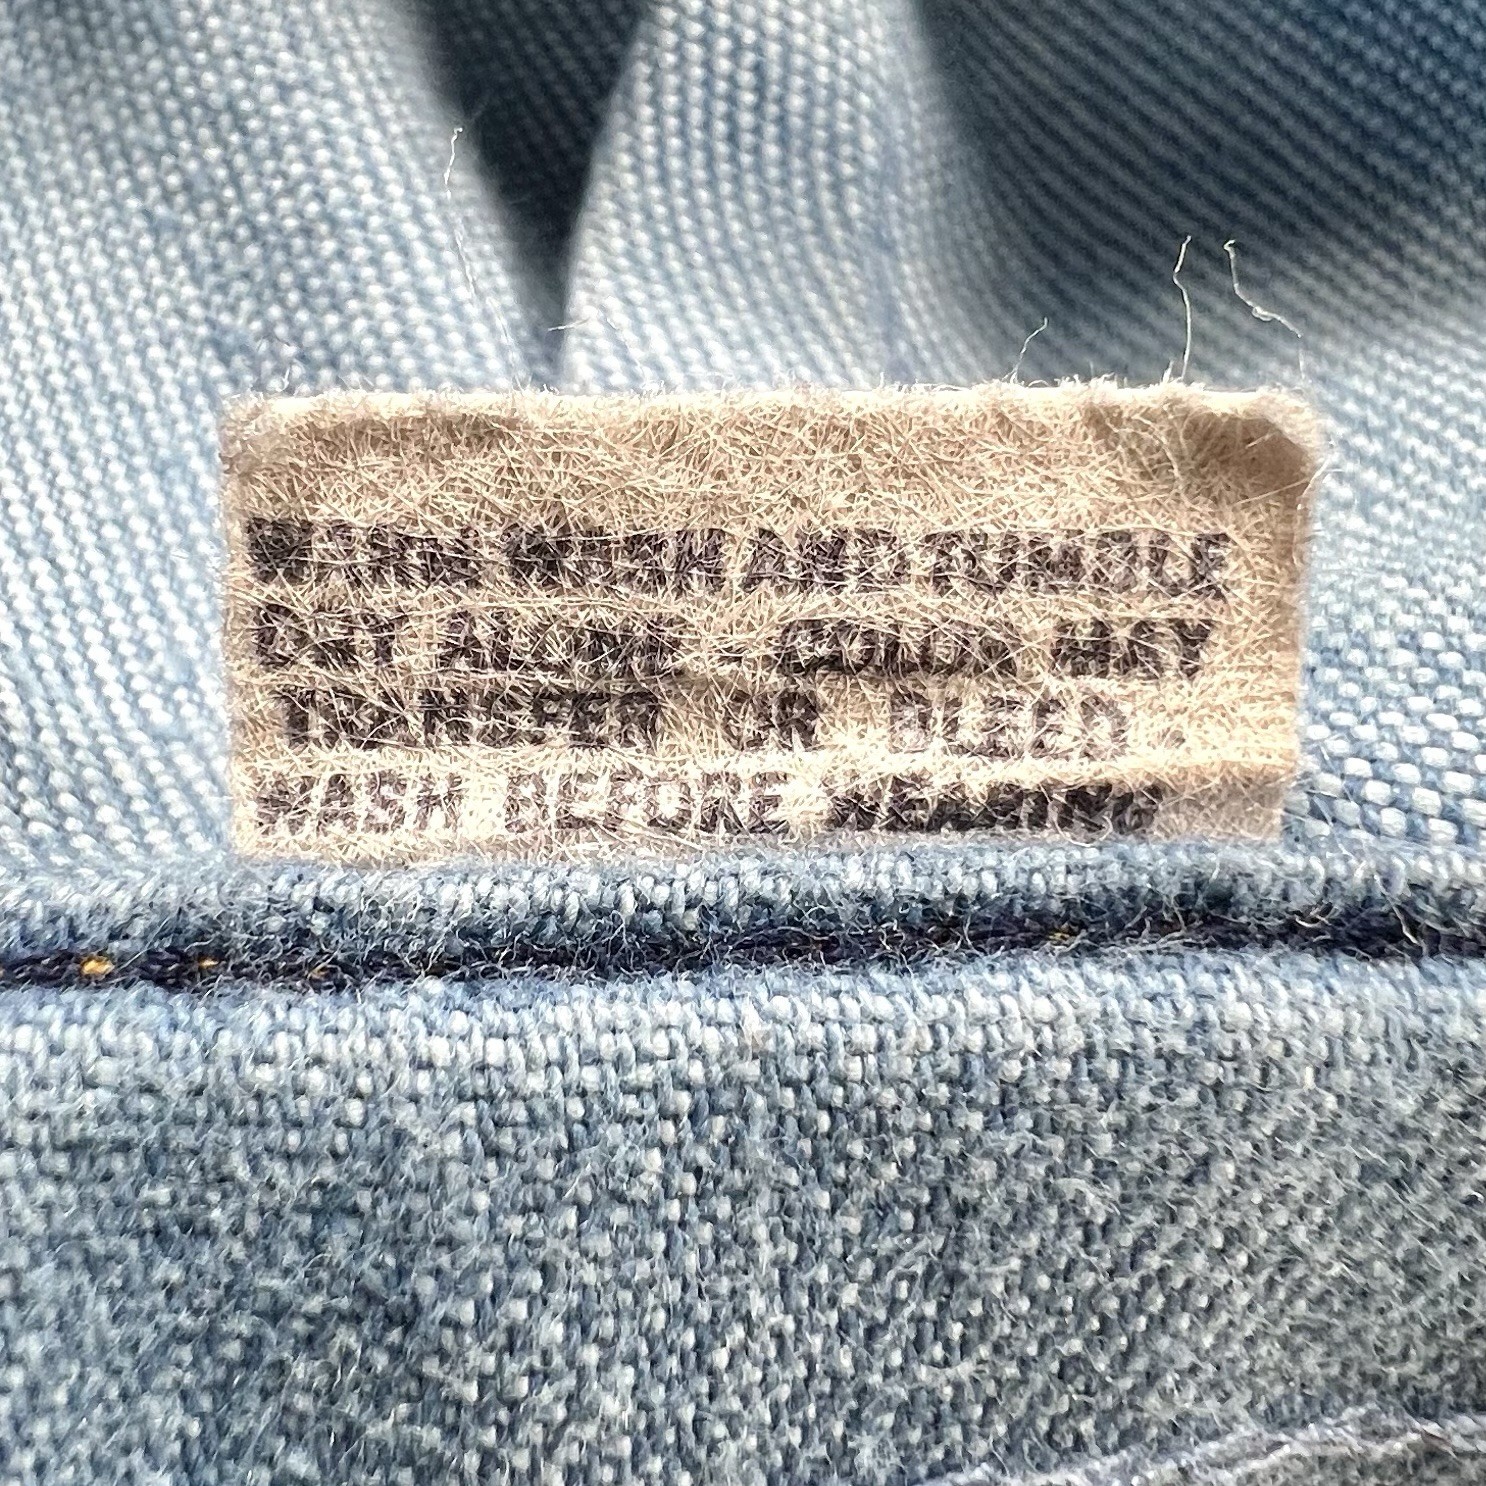 WARM WASH AND TUMBLE
DRY ALONE - COLOR MAY
TRANSFER OR BLEED.
WASH BEFORE WEARING